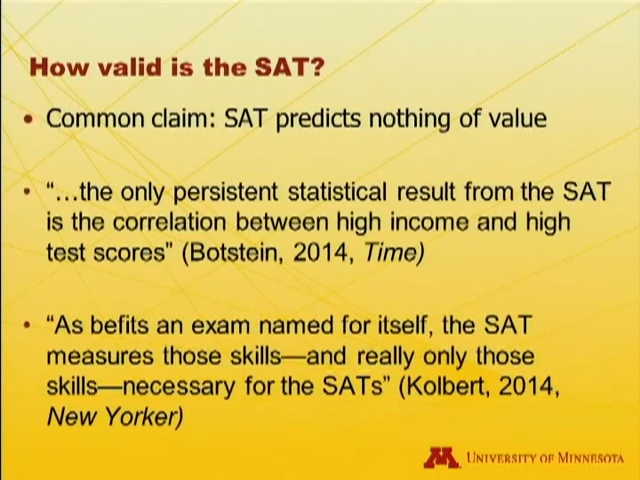 How valid is the SAT?
• Common claim: SAT predicts nothing of value
• “…the only persistent statistical result from the SAT
is the correlation between high income and high
test scores” (Botstein, 2014, Time)
• “As befits an exam named for itself, the SAT
measures those skills—and really only those
skills—necessary for the SATs” (Kolbert, 2014,
New Yorker)
M UNIVERSITY OF MINNESOTA